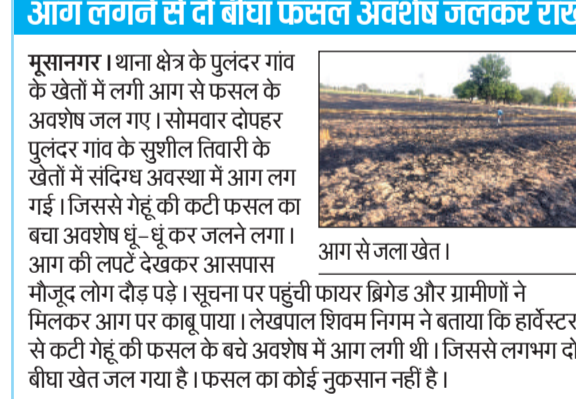 आग लगने से दो बीघा फसल अवशेष जलकर राख
मूसानगर। थाना क्षेत्र के पुलंदर गांव
के खेतों में लगी आग से फसल के
अवशेष जल गए। सोमवार दोपहर
पुलंदर गांव के सुशील तिवारी के
खेतों में संदिग्ध अवस्था में आग लग
गई। जिससे गेहूं की कटी फसल का
बचा अवशेष धूं-धूं कर जलने लगा।
आग की लपटें देखकर आसपास
मौजूद लोग दौड़ पड़े। सूचना पर पहुंची फायर ब्रिगेड और ग्रामीणों ने
मिलकर आग पर काबू पाया। लेखपाल शिवम निगम ने बताया कि हार्वेस्टर
से कटी गेहूं की फसल के बचे अवशेष में आग लगी थी। जिससे लगभग दो
बीघा खेत जल गया है। फसल का कोई नुकसान नहीं है।
आग से जला खेत।